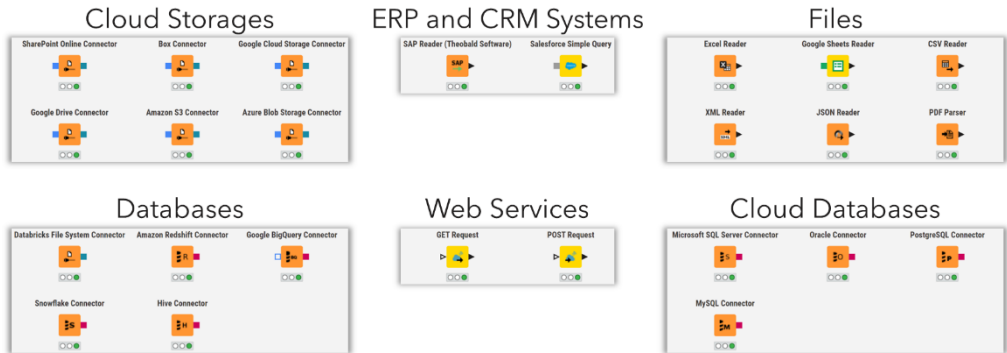 Cloud Storages
SharePoint Online Connector
Box Connector
Google Cloud Storage Connector
Google Drive Connector
Amazon S3 Connector
Azure Blob Storage Connector
ERP and CRM Systems
SAP Reader (Theobald Software)
Salesforce Simple Query
SAP
Files
Excel Reader
Google Sheets Reader
CSV Reader
XML Reader
JSON Reader
PDF Parser
XML
Databases
Databricks File System Connector
Amazon Redshift Connector
Google BigQuery Connector
R
BQ
Snowflake Connector
Hive Connector
S
H
Web Services
GET Request
POST Request
Cloud Databases
Microsoft SQL Server Connector
Oracle Connector
PostgreSQL Connector
S
O
P
MySQL Connector
M